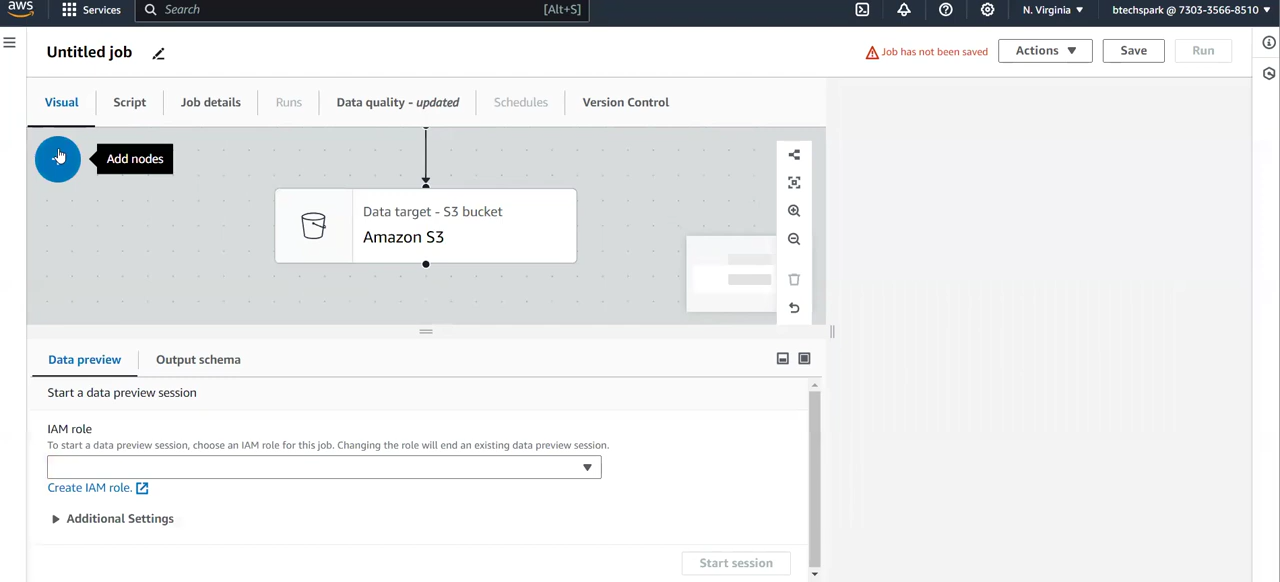 aws
Services
Search
[Alt+S]
N. Virginia
btechspark @ 7303-3566-8510
Untitled job
Job has not been saved
Actions
Save
Run
Visual
Script
Job details
Runs
Data quality - updated
Schedules
Version Control
Add nodes
Data target - S3 bucket
Amazon S3
Data preview
Output schema
Start a data preview session
IAM role
To start a data preview session, choose an IAM role for this job. Changing the role will end an existing data preview session.
Create IAM role.
Additional Settings
Start session